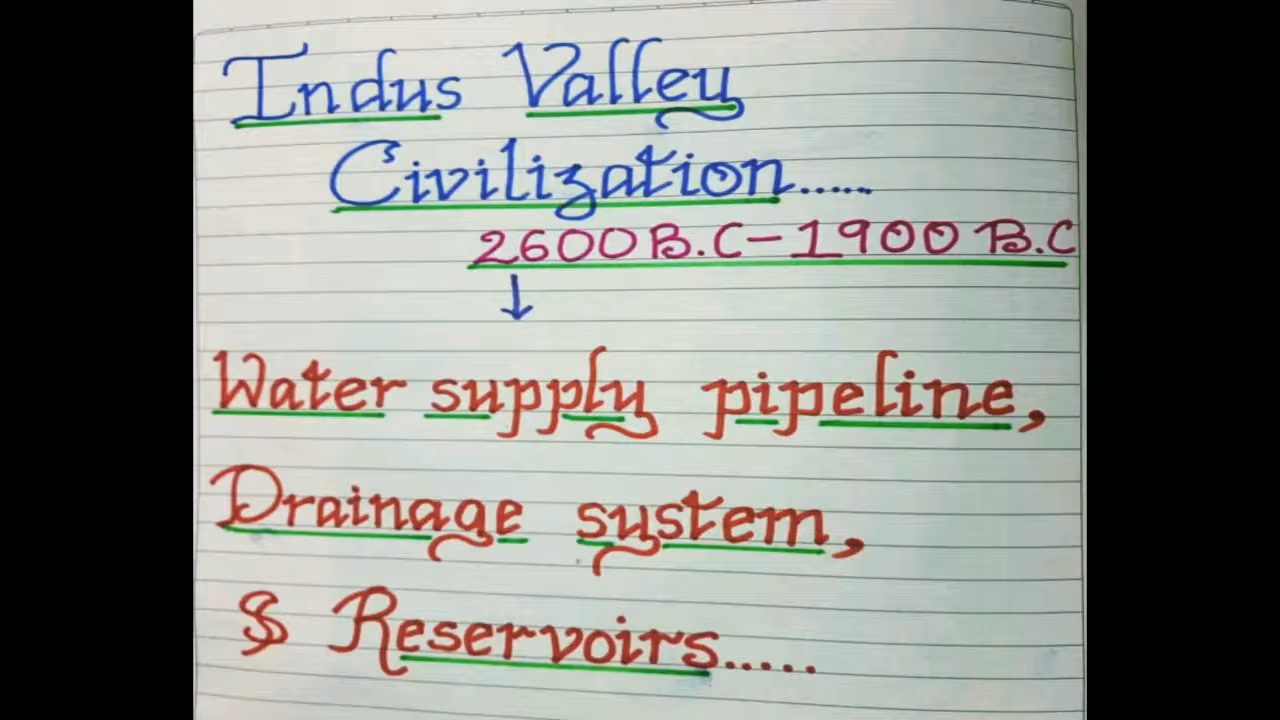 Indus Valley
Civilization.....
2600 B.C - 1900 B.C
↓
Water supply pipeline,
Drainage system,
& Reservoirs.....